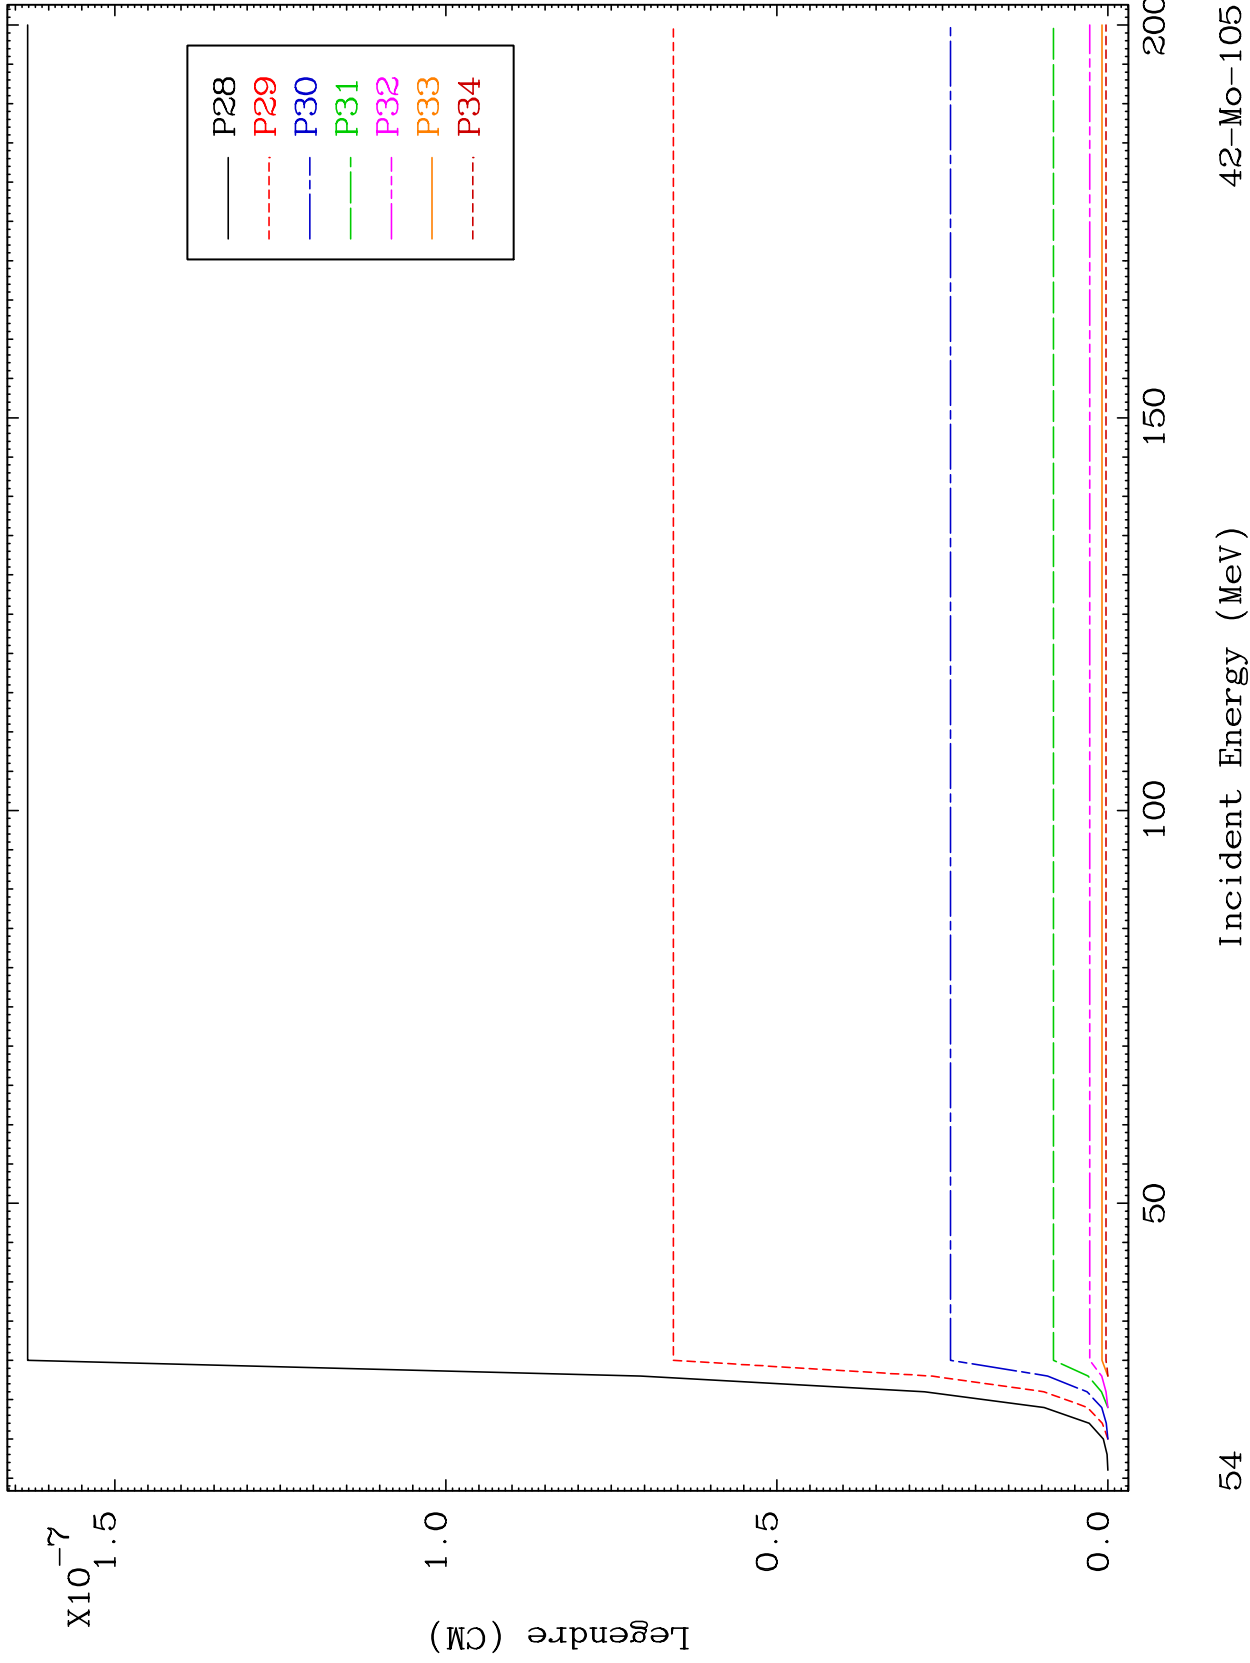 X10-7
1.5
1.0
0.5
0.0
Legendre (CM)
P28
P29
P30
P31
P32
P33
P34
50
100
150
200
Incident Energy (MeV)
54
42-Mo-105